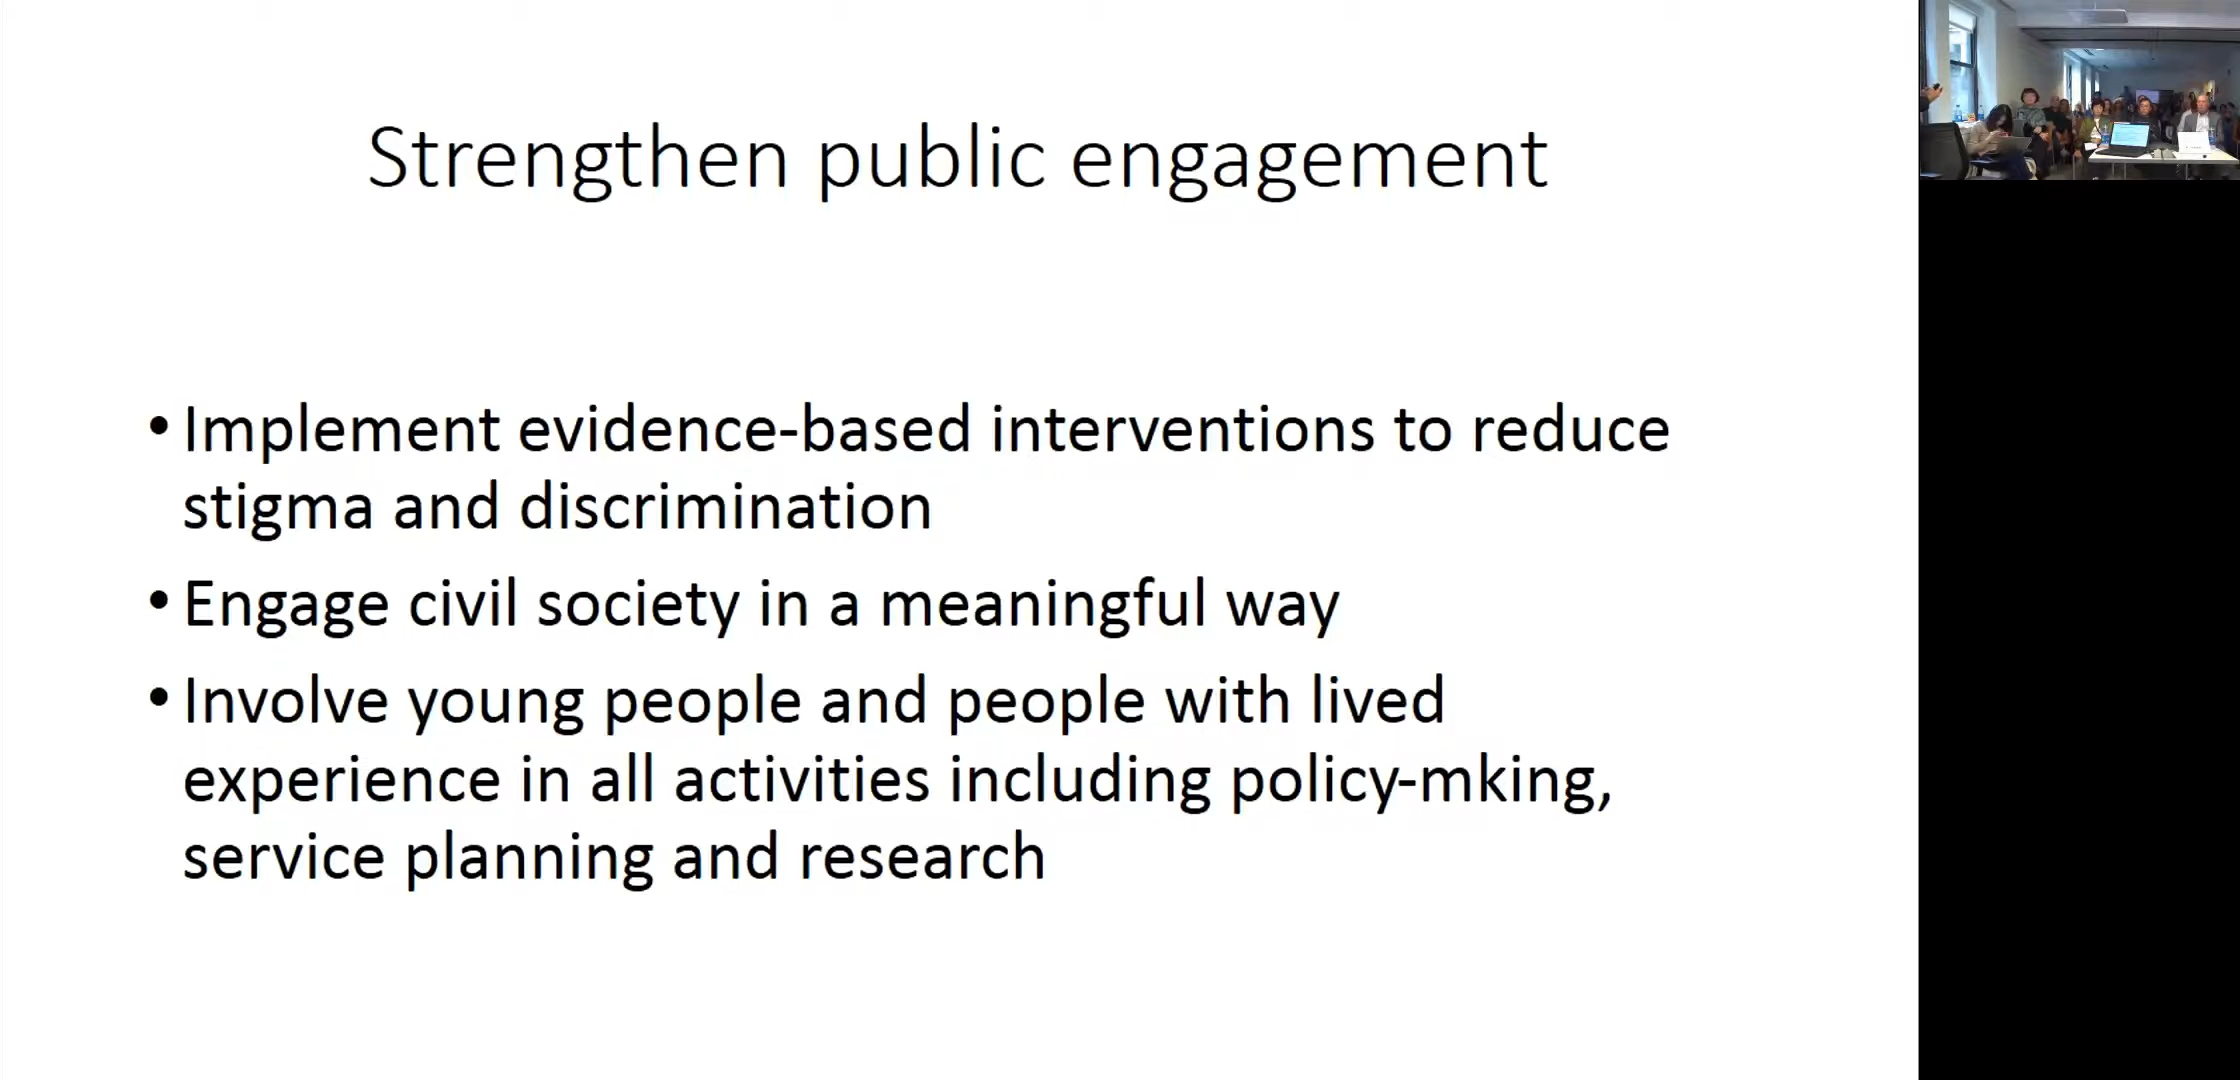 Strengthen public engagement
• Implement evidence-based interventions to reduce
stigma and discrimination
• Engage civil society in a meaningful way
• Involve young people and people with lived
experience in all activities including policy-mking,
service planning and research